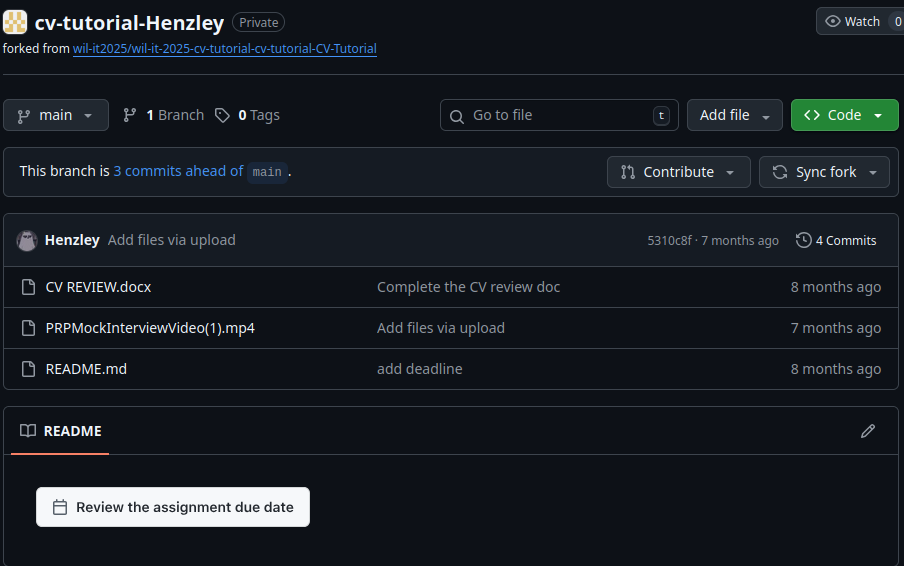 cv-tutorial-Henzley Private Watch 0
forked from wil-it2025/wil-it-2025-cv-tutorial-cv-tutorial-CV-Tutorial
main 1 Branch 0 Tags Go to file t Add file Code
This branch is 3 commits ahead of main. Contribute Sync fork
Henzley Add files via upload 5310c8f · 7 months ago 4 Commits
CV REVIEW.docx Complete the CV review doc 8 months ago
PRPMockInterviewVideo(1).mp4 Add files via upload 7 months ago
README.md add deadline 8 months ago
README
Review the assignment due date